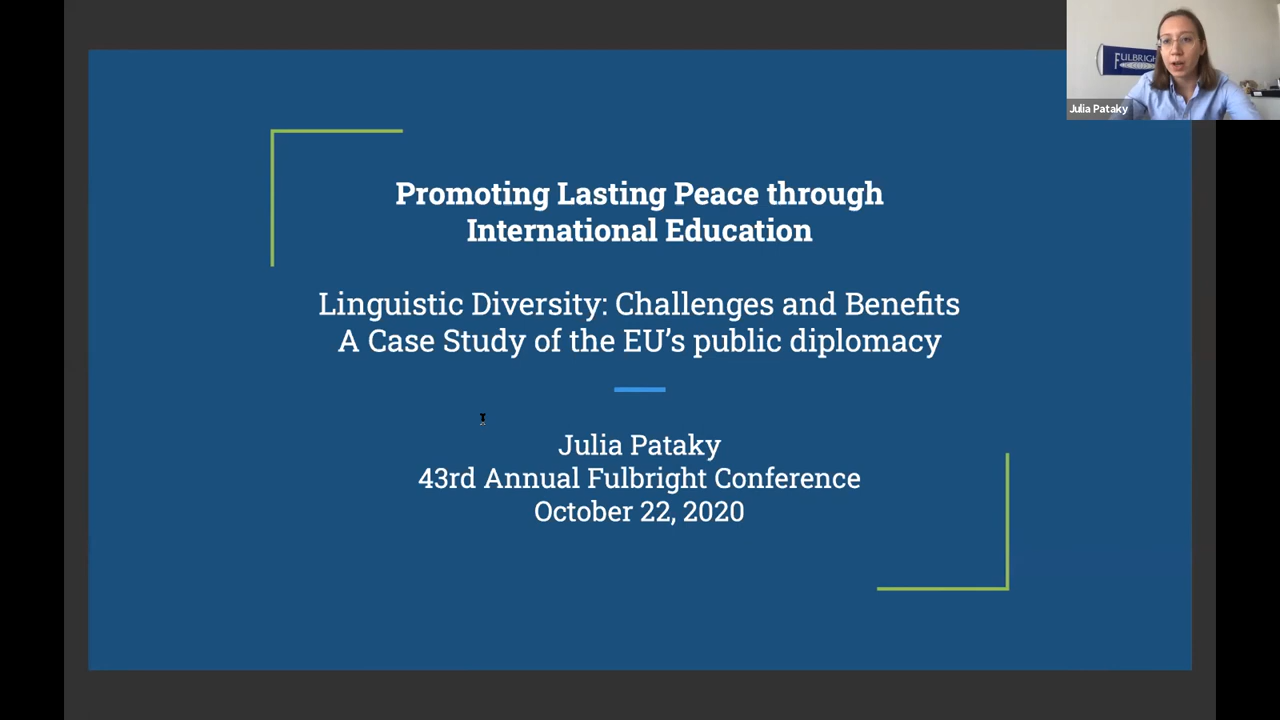 Promoting Lasting Peace through
International Education
Linguistic Diversity: Challenges and Benefits
A Case Study of the EU's public diplomacy
Julia Pataky
43rd Annual Fulbright Conference
October 22, 2020
Julia Pataky